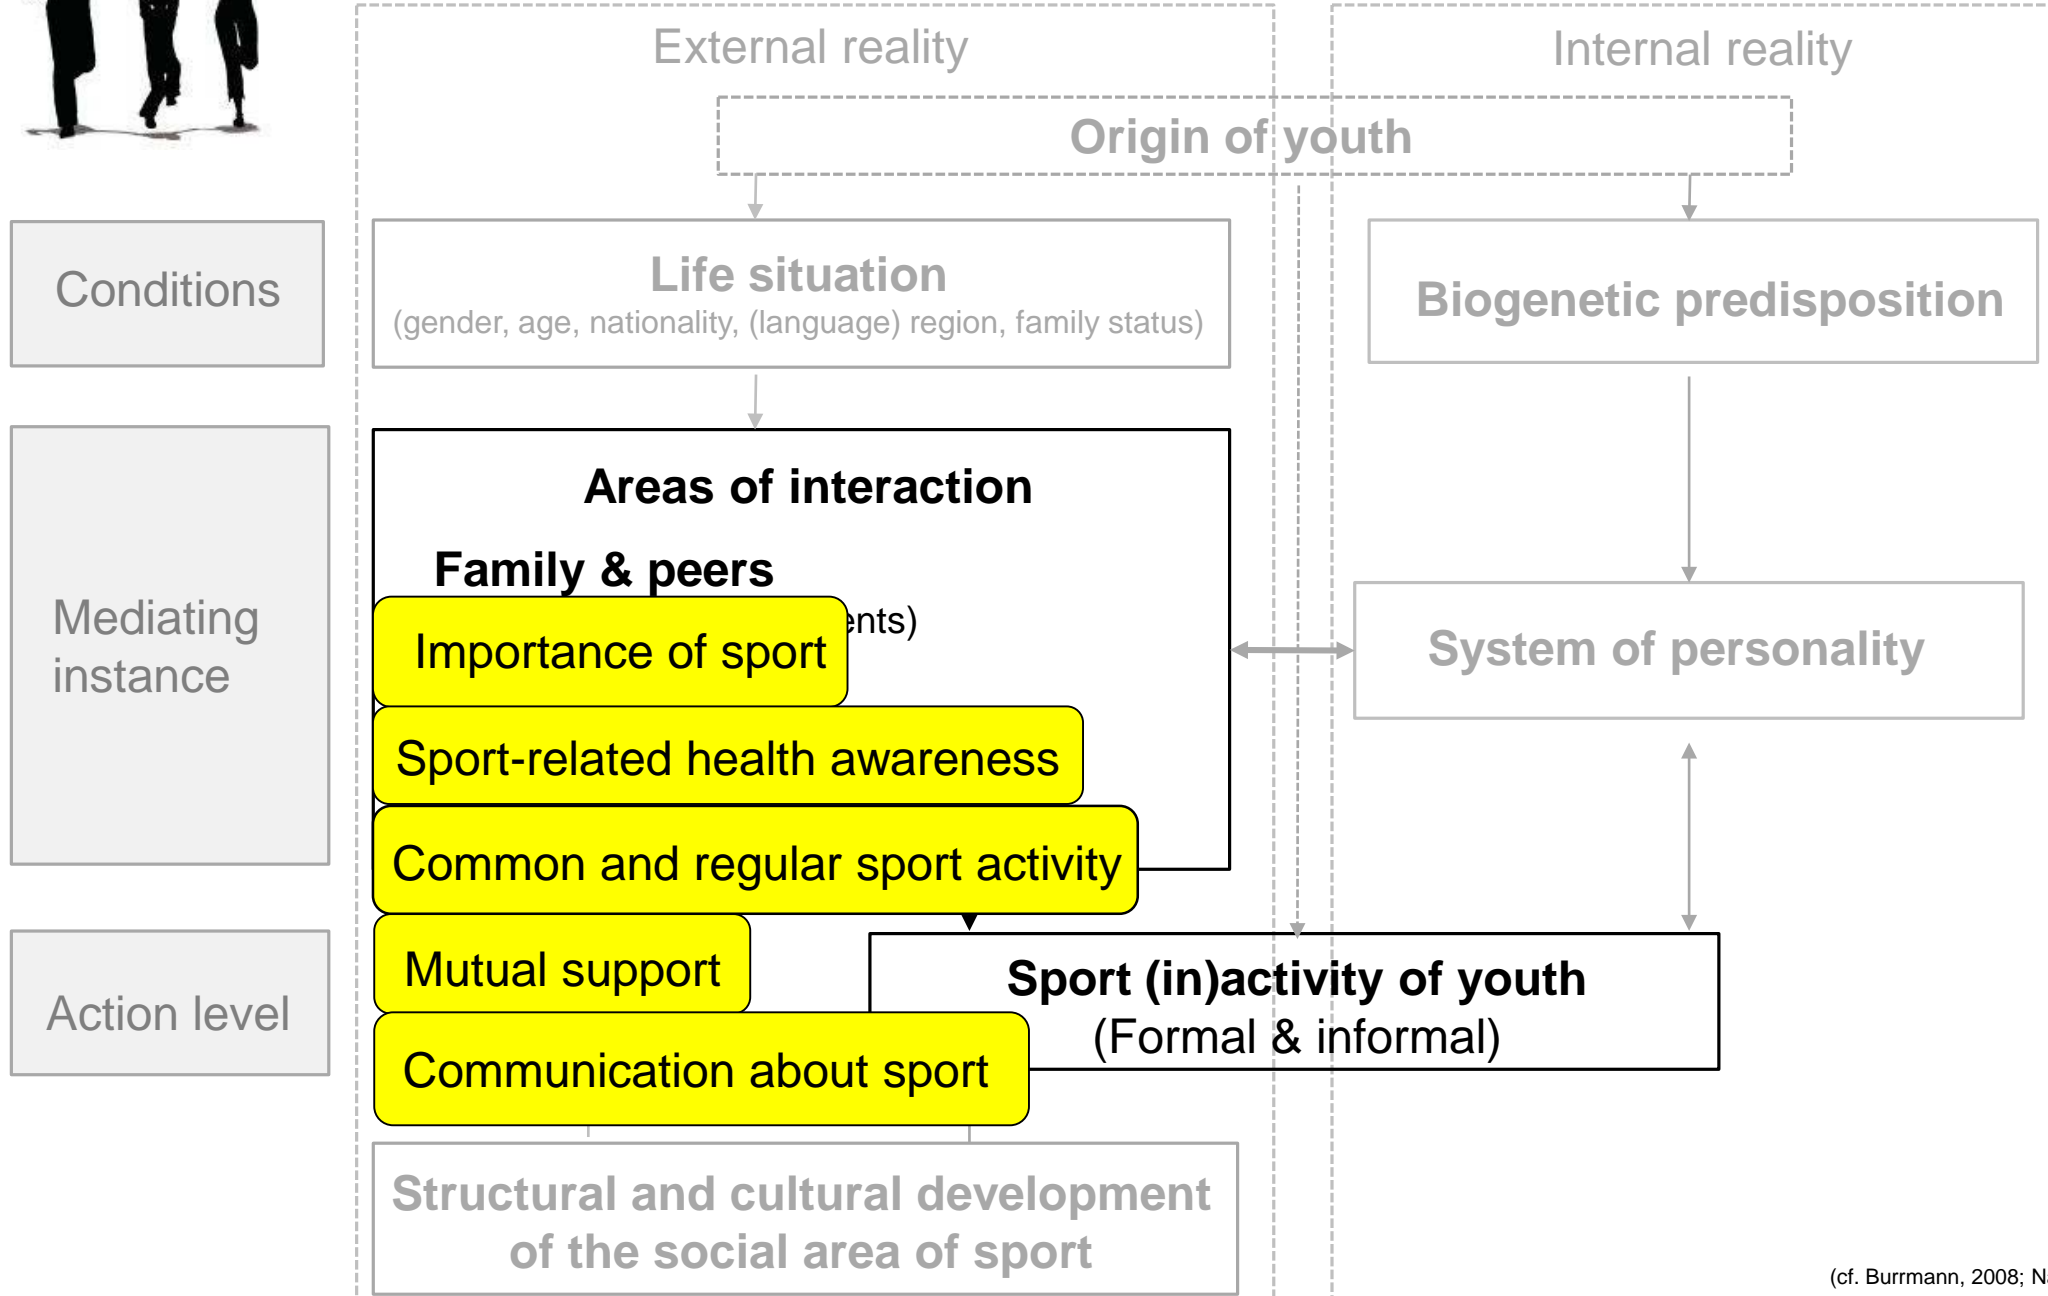 External reality
Internal reality
Origin of youth
Conditions
Life situation
(gender, age, nationality, (language) region, family status)
Biogenetic predisposition
Areas of interaction
Family & peers
Mediating
instance
Importance of sport
System of personality
Sport-related health awareness
Common and regular sport activity
Action level
Mutual support
Sport (in)activity of youth
(Formal & informal)
Communication about sport
Structural and cultural development
of the social area of sport
(cf. Burrmann, 2008;